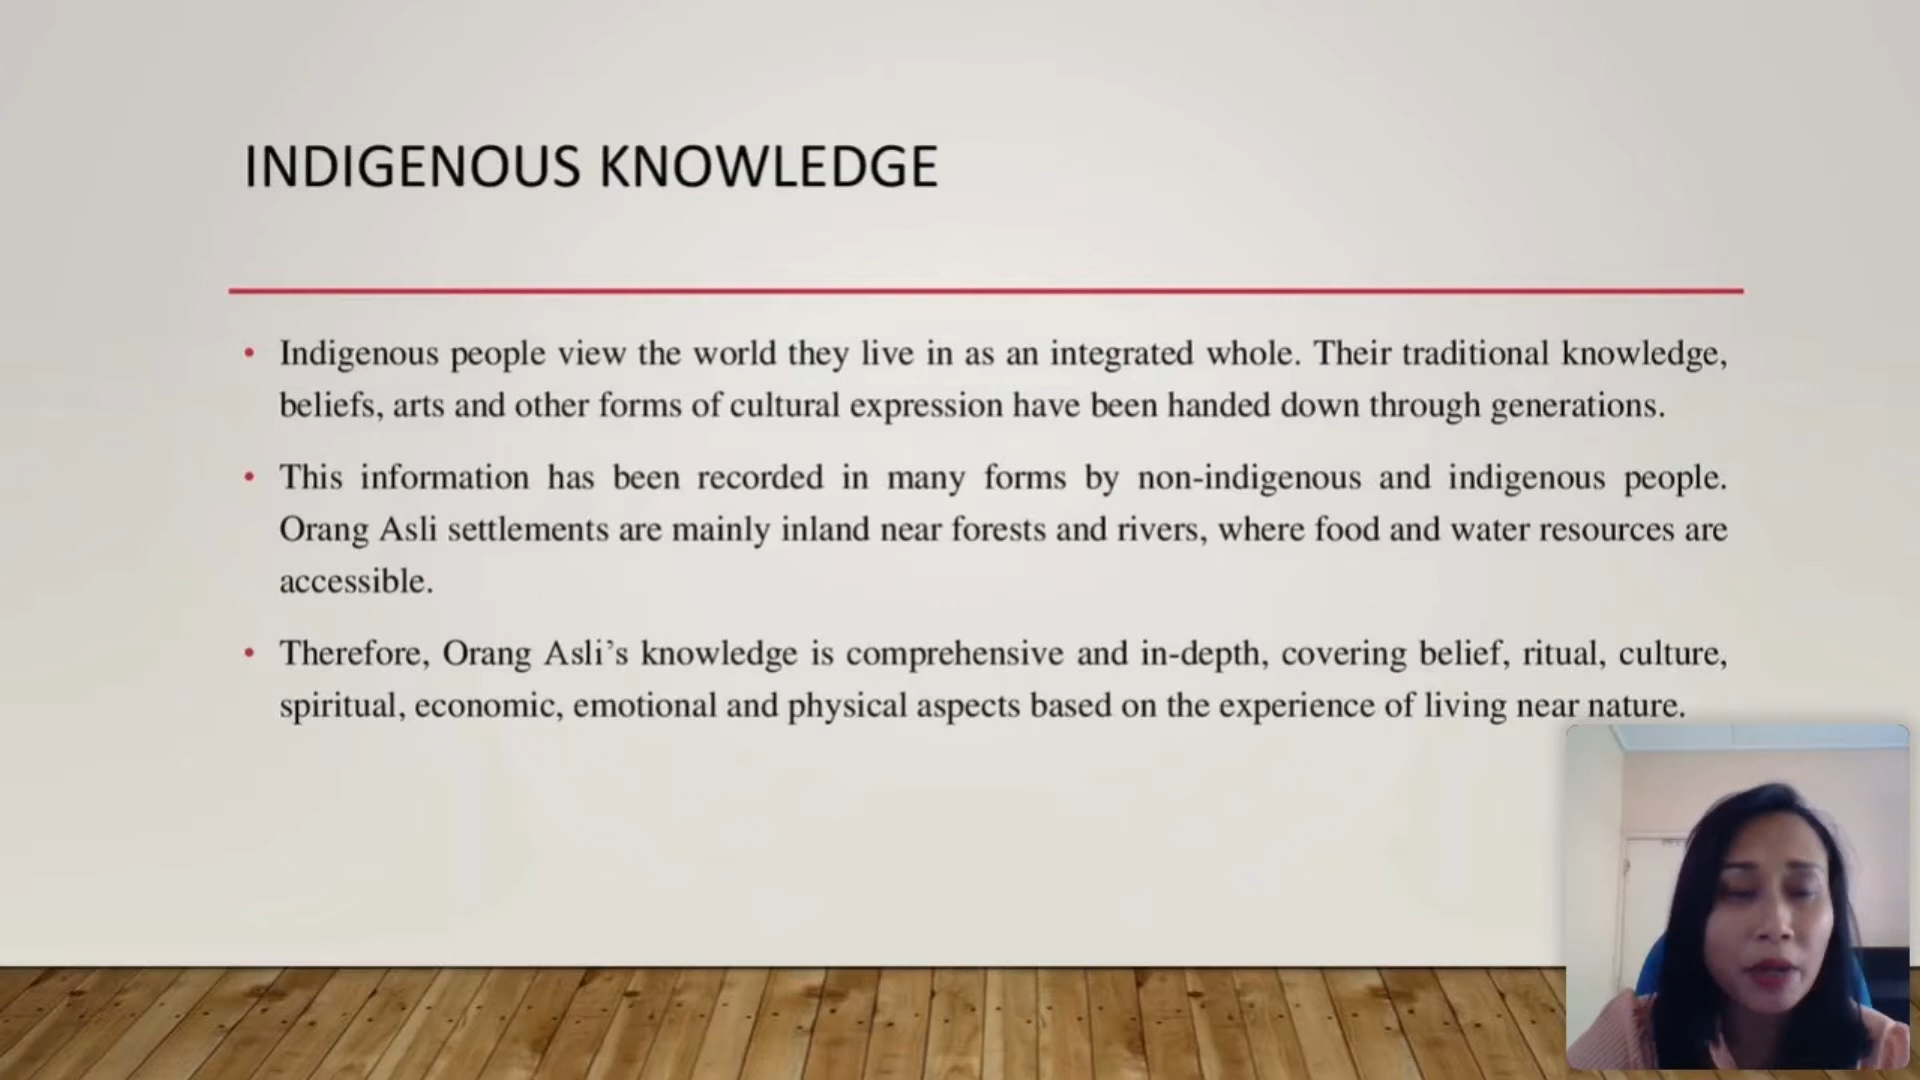 INDIGENOUS KNOWLEDGE
• Indigenous people view the world they live in as an integrated whole. Their traditional knowledge,
beliefs, arts and other forms of cultural expression have been handed down through generations.
• This information has been recorded in many forms by non-indigenous and indigenous people.
Orang Asli settlements are mainly inland near forests and rivers, where food and water resources are
accessible.
• Therefore, Orang Asli’s knowledge is comprehensive and in-depth, covering belief, ritual, culture,
spiritual, economic, emotional and physical aspects based on the experience of living near nature.